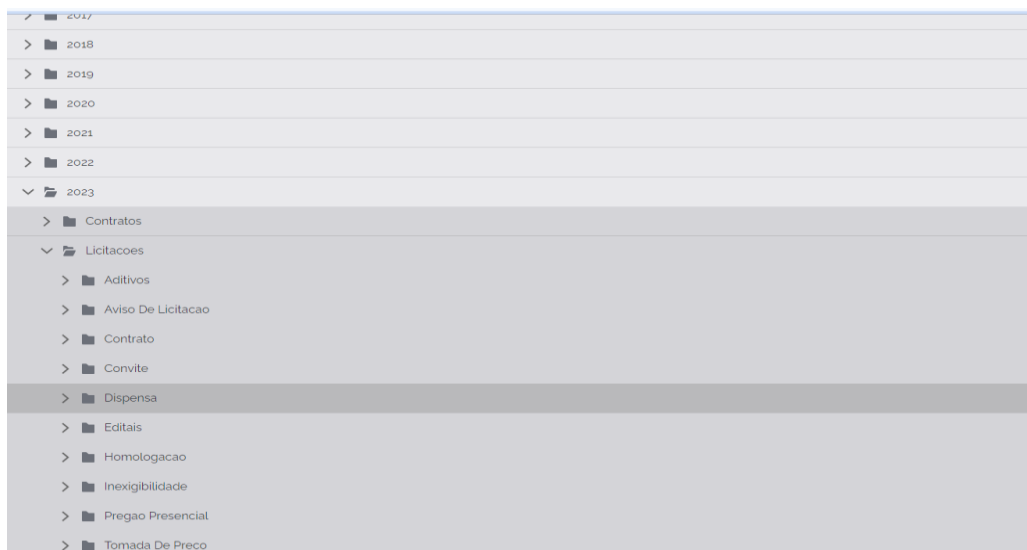 2017
2018
2019
2020
2021
2022
2023
Contratos
Licitacoes
Aditivos
Aviso De Licitacao
Contrato
Convite
Dispensa
Editais
Homologacao
Inexigibilidade
Pregao Presencial
Tomada De Preco